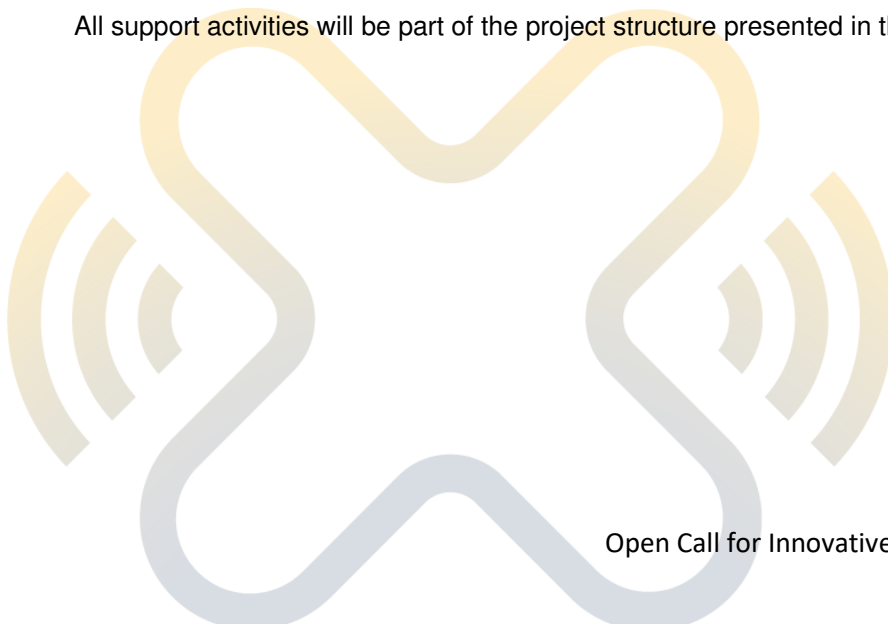 All support activities will be part of the project structure presented in
Open Call for Innovative